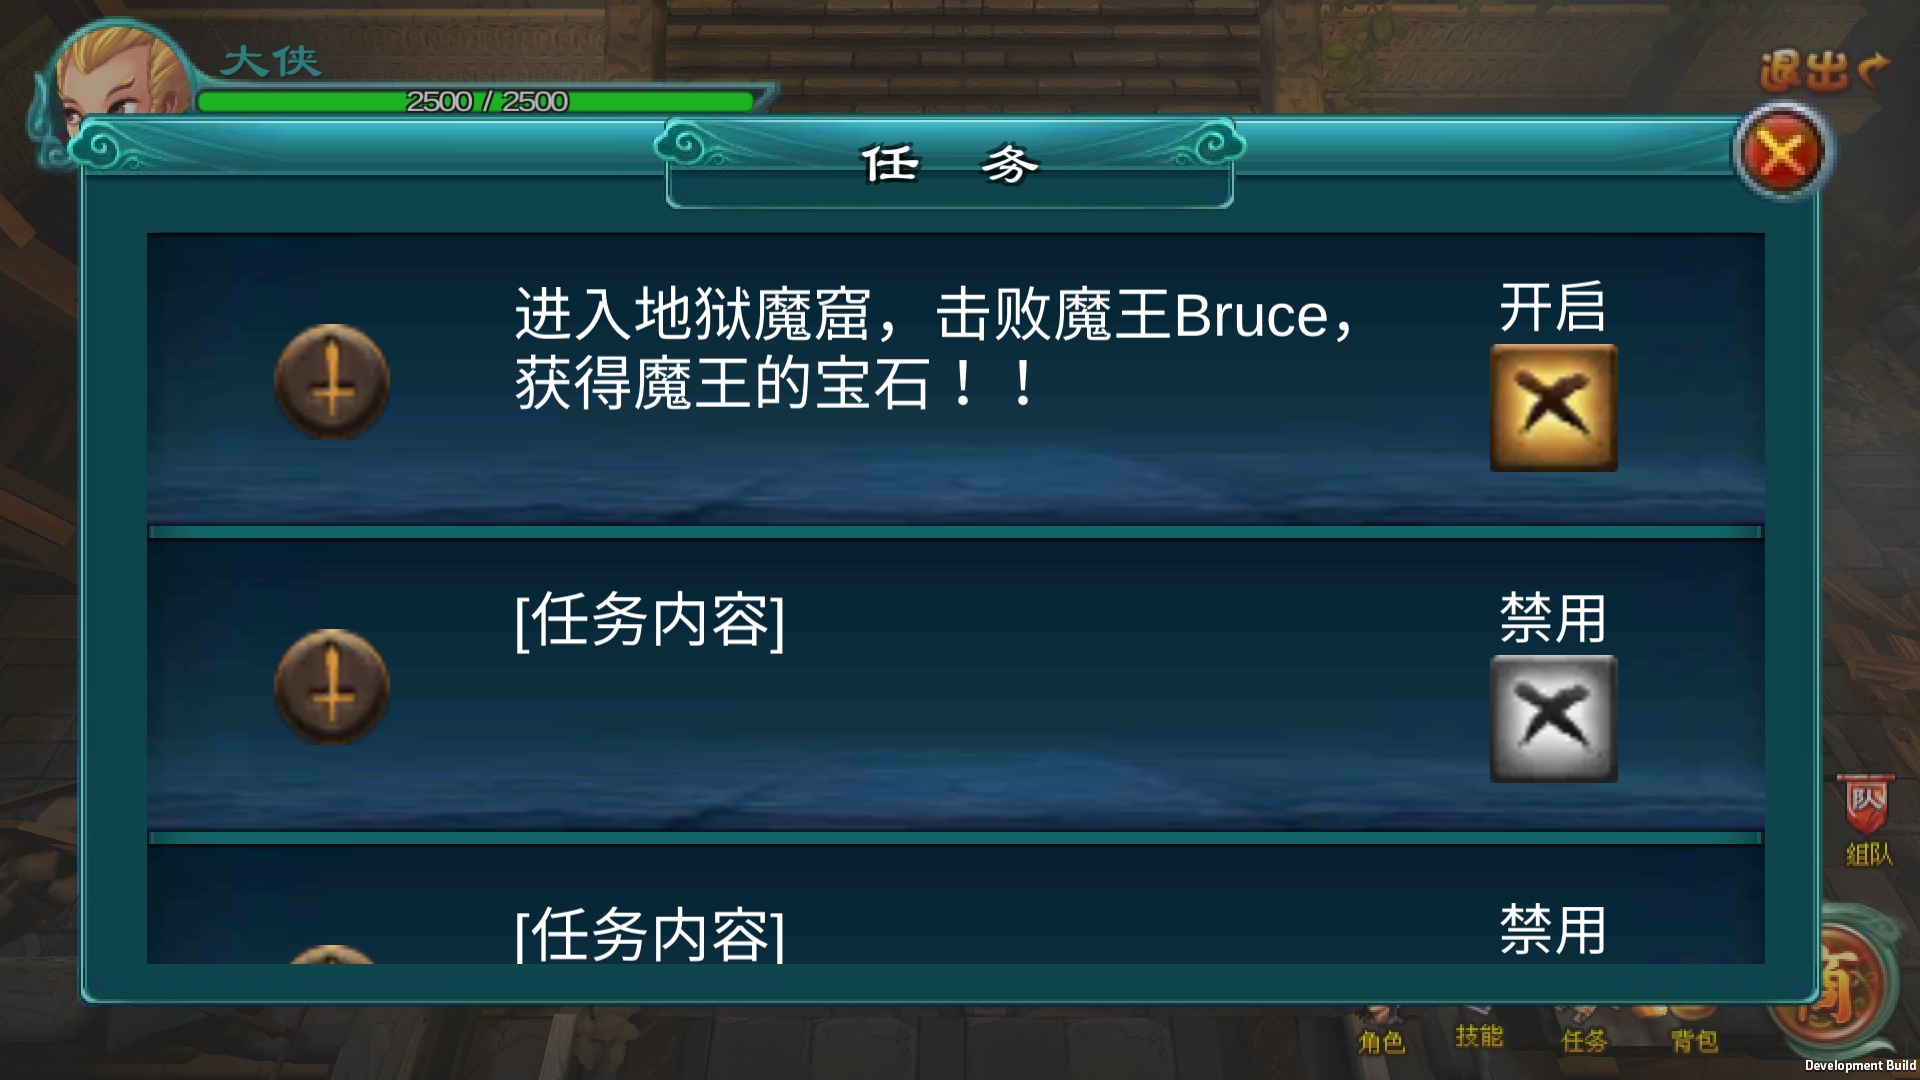 大侠
2500 / 2500
退出
任 务
进入地狱魔窟，击败魔王Bruce，
获得魔王的宝石！！
开启
[任务内容]
禁用
[任务内容]
禁用
队
组队
商
角色
技能
任务
背包
Development Build